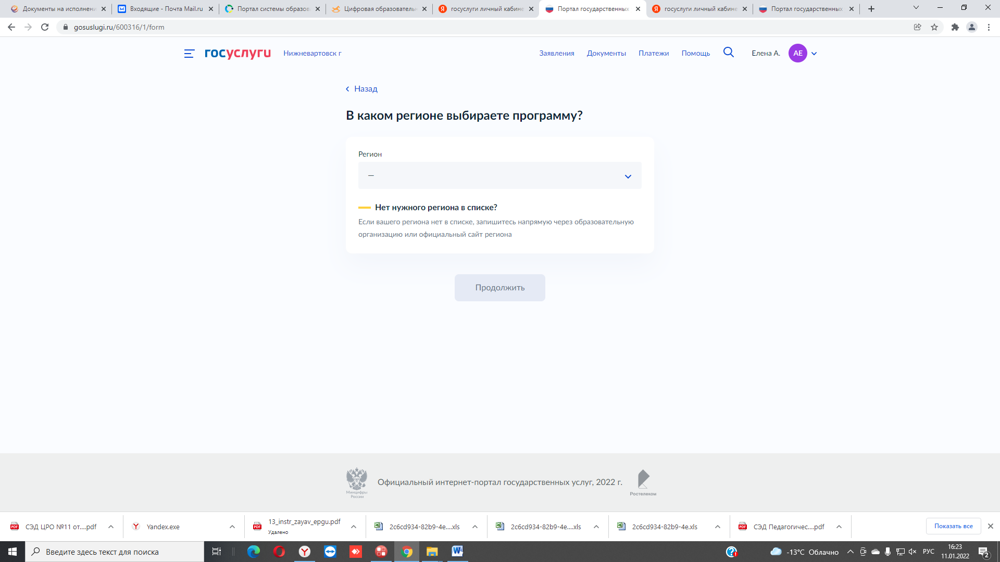 Документы на исполнени
Входящие - Почта Mail.ru
Портал системы образов
Цифровая образователь
госуслуги личный кабине
Портал государственных
госуслуги личный кабине
Портал государственных
gosuslugi.ru/600316/1/form
госуслуги
Нижневартовск г
Заявления
Документы
Платежи
Помощь
Елена А.
АЕ
Назад
В каком регионе выбираете программу?
Регион
—
Нет нужного региона в списке?
Если вашего региона нет в списке, запишитесь напрямую через образовательную
организацию или официальный сайт региона
Продолжить
Минцифры
России
Официальный интернет-портал государственных услуг, 2022 г.
Ростелеком
СЭД ЦРО №11 от....pdf
Yandex.exe
13_instr_zayav_epgu.pdf
Удалено
2c6cd934-82b9-4e....xls
2c6cd934-82b9-4e....xls
2c6cd934-82b9-4e.xls
СЭД Педагогичес....pdf
Показать все
Введите здесь текст для поиска
-13°C Облачно
РУС
16:23
11.01.2022
2